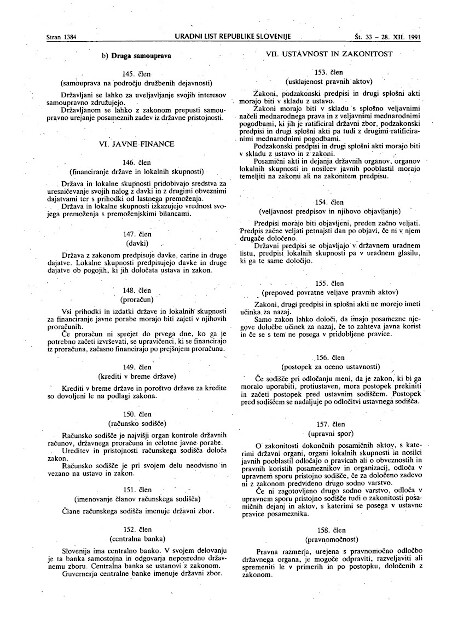 Stran 1384
URADNI LIST REPUBLIKE SLOVENIJE
Št. 33 – 28. XII. 1991
b) Druga samouprava
145. člen
(samouprava na področju družbenih dejavnosti)
Državljani se lahko za uveljavljanje svojih interesov
samoupravno združujejo.
Državljanom se lahko z zakonom prepusti samou-
pravno urejanje posameznih zadev iz državne pristojnosti.
VI. JAVNE FINANCE
146. člen
(financiranje države in lokalnih skupnosti)
Država in lokalne skupnosti pridobivajo sredstva za
uresničevanje svojih nalog z davki in z drugimi obveznimi
dajatvami ter s prihodki od lastnega premoženja.
Država in lokalne skupnosti izkazujejo vrednost svo-
jega premoženja s premoženjskimi bilancami.
147. člen
(davki)
Država z zakonom predpisuje davke, carine in druge
dajatve. Lokalne skupnosti predpisujejo davke in druge
dajatve ob pogojih, ki jih določata ustava in zakon.
148. člen
(proračun)
Vsi prihodki in izdatki države in lokalnih skupnosti
za financiranje javne porabe morajo biti zajeti v njihovih
proračunih.
Če proračun ni sprejet do prvega dne, ko ga je
potrebno začeti izvrševati, se upravičenci, ki se financirajo
iz proračuna, začasno financirajo po prejšnjem proračunu.
149. člen
(krediti v breme države)
Krediti v breme države in poroštvo države za kredite
so dovoljeni le na podlagi zakona.
150. člen
(računsko sodišče)
Računsko sodišče je najvišji organ kontrole državnih
računov, državnega proračuna in celotne javne porabe.
Ureditev in pristojnosti računskega sodišča določa
zakon.
Računsko sodišče je pri svojem delu neodvisno in
vezano na ustavo in zakon.
151. člen
(imenovanje članov računskega sodišča)
Člane računskega sodišča imenuje državni zbor.
152. člen
(centralna banka)
Slovenija ima centralno banko. V svojem delovanju
je ta banka samostojna in odgovarja neposredno držav-
nemu zboru. Centralna banka se ustanovi z zakonom.
Guvernerja centralne banke imenuje državni zbor.
VII. USTAVNOST IN ZAKONITOST
153. člen
(usklajenost pravnih aktov)
Zakoni, podzakonski predpisi in drugi splošni akti
morajo biti v skladu z ustavo.
Zakoni morajo biti v skladu s splošno veljavnimi
načeli mednarodnega prava in z veljavnimi mednarodnimi
pogodbami, ki jih je ratificiral državni zbor, podzakonski
predpisi in drugi splošni akti pa tudi z drugimi ratificira-
nimi mednarodnimi pogodbami.
Podzakonski predpisi in drugi splošni akti morajo biti
v skladu z ustavo in z zakoni.
Posamični akti in dejanja državnih organov, organov
lokalnih skupnosti in nosilcev javnih pooblastil morajo
temeljiti na zakonu ali na zakonitem predpisu.
154. člen
(veljavnost predpisov in njihovo objavljanje)
Predpisi morajo biti objavljeni, preden začno veljati.
Predpis začne veljati petnajsti dan po objavi, če ni v njem
drugače določeno
Državni predpisi se objavljajo v državnem uradnem
listu, predpisi lokalnih skupnosti pa v uradnem glasilu,
ki ga te same določijo.
155. člen
(prepoved povratne veljave pravnih aktov)
Zakoni, drugi predpisi in splošni akti ne morejo imeti
učinka za nazaj.
Samo zakon lahko določi, da imajo posamezne nje-
gove določbe učinek za nazaj, če to zahteva javna korist
in če se s tem ne posega v pridobljene pravice.
156. člen
(postopek za oceno ustavnosti)
Če sodišče pri odločanju meni, da je zakon, ki bi ga
moralo uporabiti, protiustaven, mora postopek prekiniti
in začeti postopek pred ustavnim sodiščem. Postopek
pred sodiščem se nadaljuje po odločitvi ustavnega sodišča.
157. člen
(upravni spor)
O zakonitosti dokončnih posamičnih aktov, s kate-
rimi državni organi, organi lokalnih skupnosti in nosilci
javnih pooblastil odločajo o pravicah ali o obveznostih in
pravnih koristih posameznikov in organizacij, odloča v
upravnem sporu pristojno sodišče, če za določeno zadevo
ni z zakonom predvideno drugo sodno varstvo.
Če ni zagotovljeno drugo sodno varstvo, odloča v
upravnem sporu pristojno sodišče tudi o zakonitosti posa-
mičnih dejanj in aktov, s katerimi se posega v ustavne
pravice posameznika.
158. člen
(pravnomočnost)
Pravna razmerja, urejena s pravnomočno odločbo
državnega organa, je mogoče odpraviti, razveljaviti ali
spremeniti le v primerih in po postopku, določenih z
zakonom.